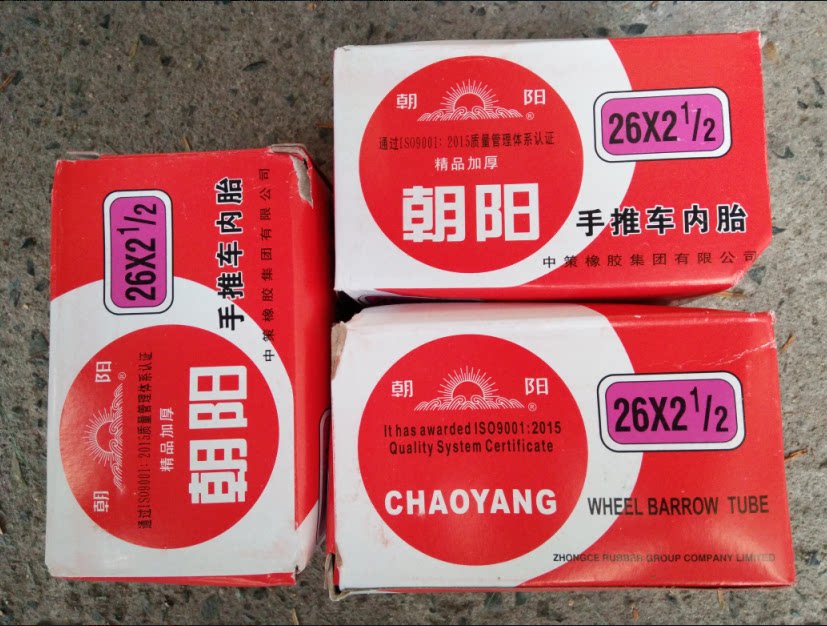 朝 阳
®
通过ISO9001:2015质量管理体系认证
精品加厚
朝阳
26X2 1/2
手推车内胎
中策橡胶集团有限公司
朝 阳
®
通过ISO9001:2015质量管理体系认证
精品加厚
朝阳
26X2 1/2
手推车内胎
中策橡胶集团有限公司
朝 阳
®
It has awarded ISO9001:2015
Quality System Certificate
CHAOYANG
26X2 1/2
WHEEL BARROW TUBE
ZHONGCE RUBBER GROUP COMPANY LIMITED